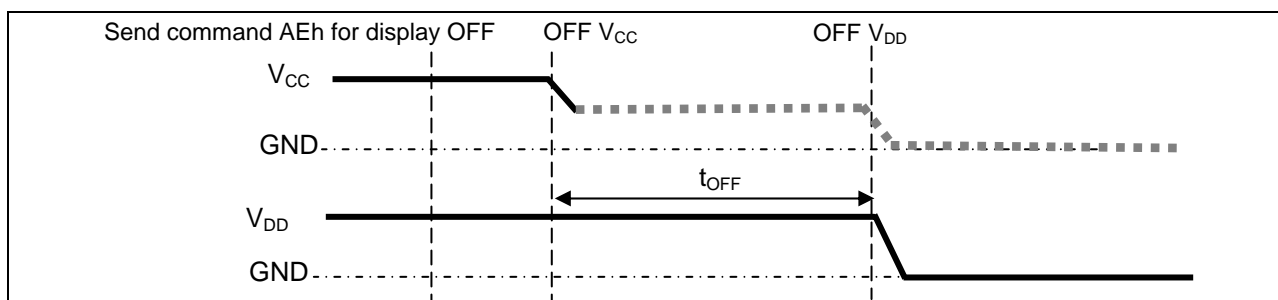 Send command AEh for display OFF OFF VCC OFF VDD
VCC
GND
tOFF
VDD
GND